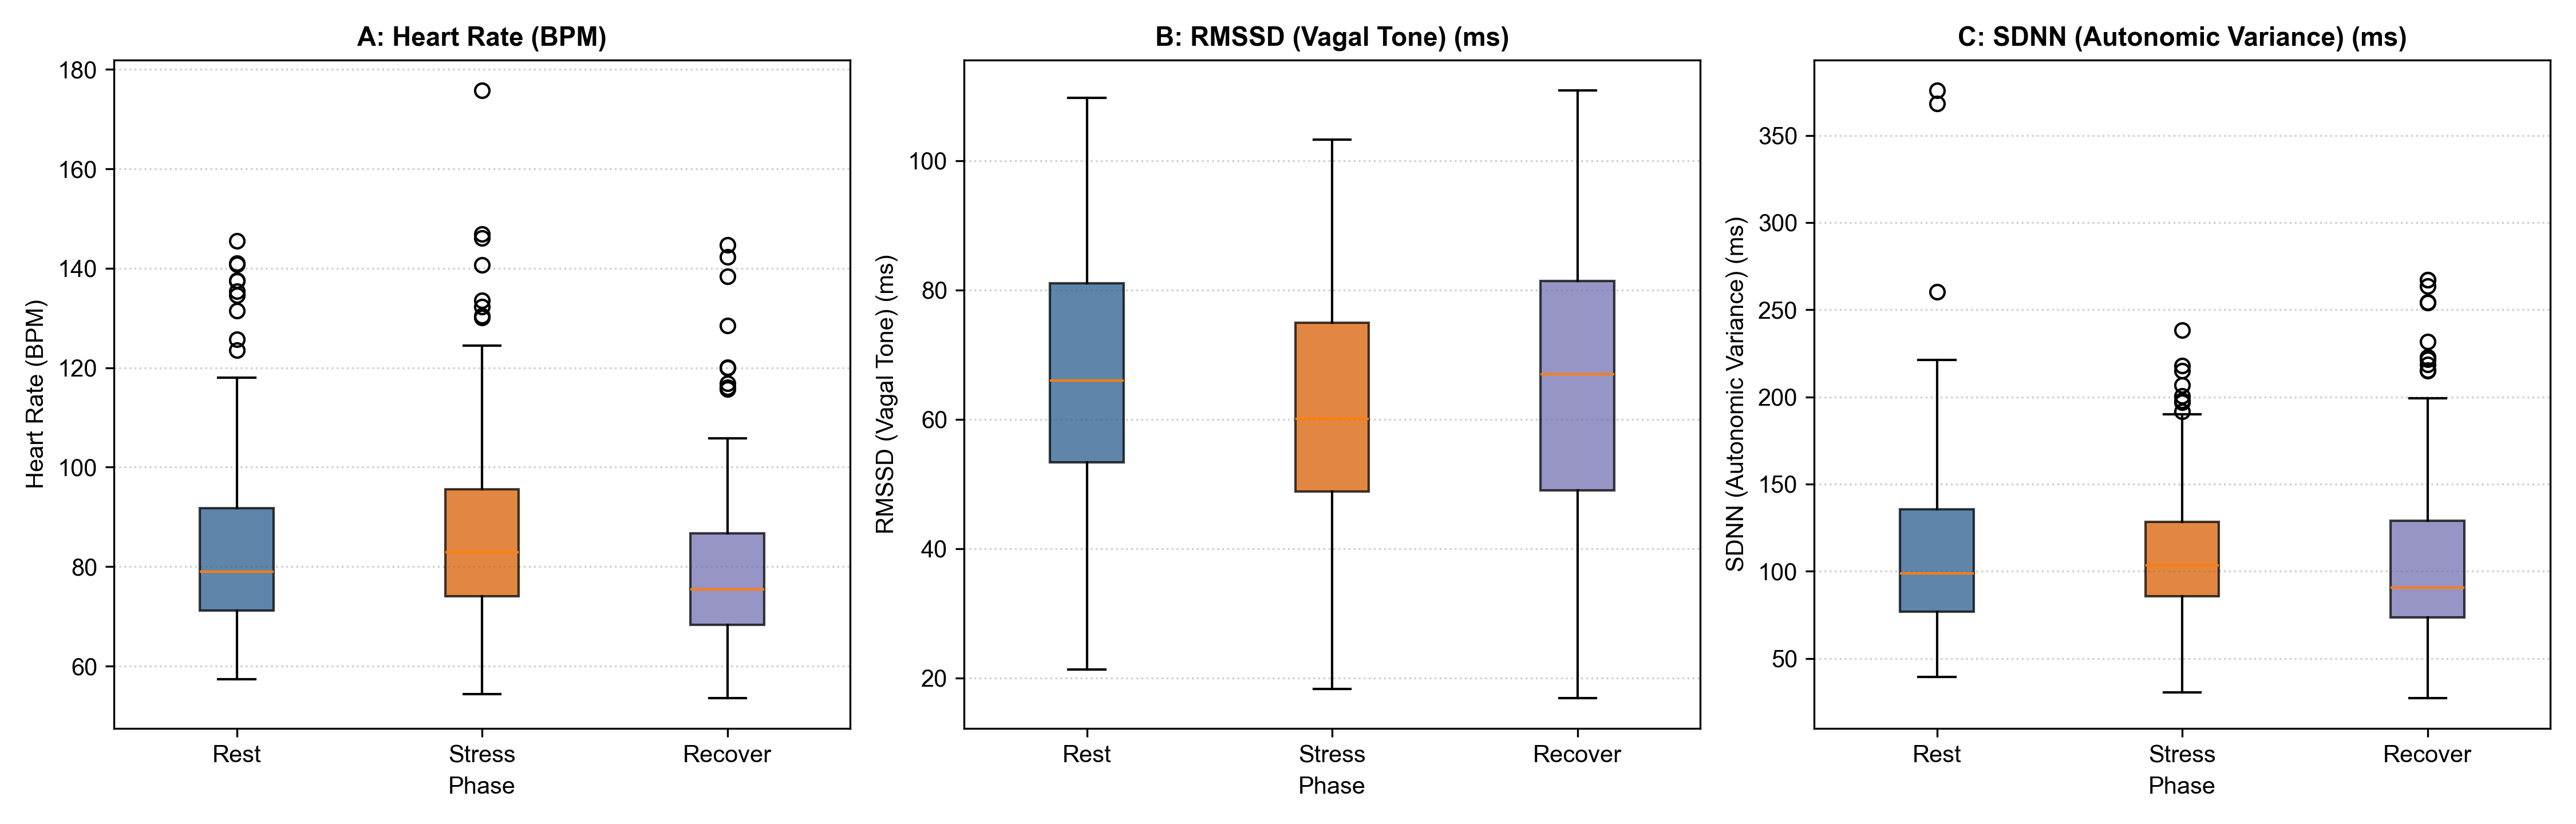 A: Heart Rate (BPM)
180
160
140
120
100
80
60
Heart Rate (BPM)
Rest
Stress
Recover
Phase
B: RMSSD (Vagal Tone) (ms)
100
80
60
40
20
RMSSD (Vagal Tone) (ms)
Rest
Stress
Recover
Phase
C: SDNN (Autonomic Variance) (ms)
350
300
250
200
150
100
50
SDNN (Autonomic Variance) (ms)
Rest
Stress
Recover
Phase